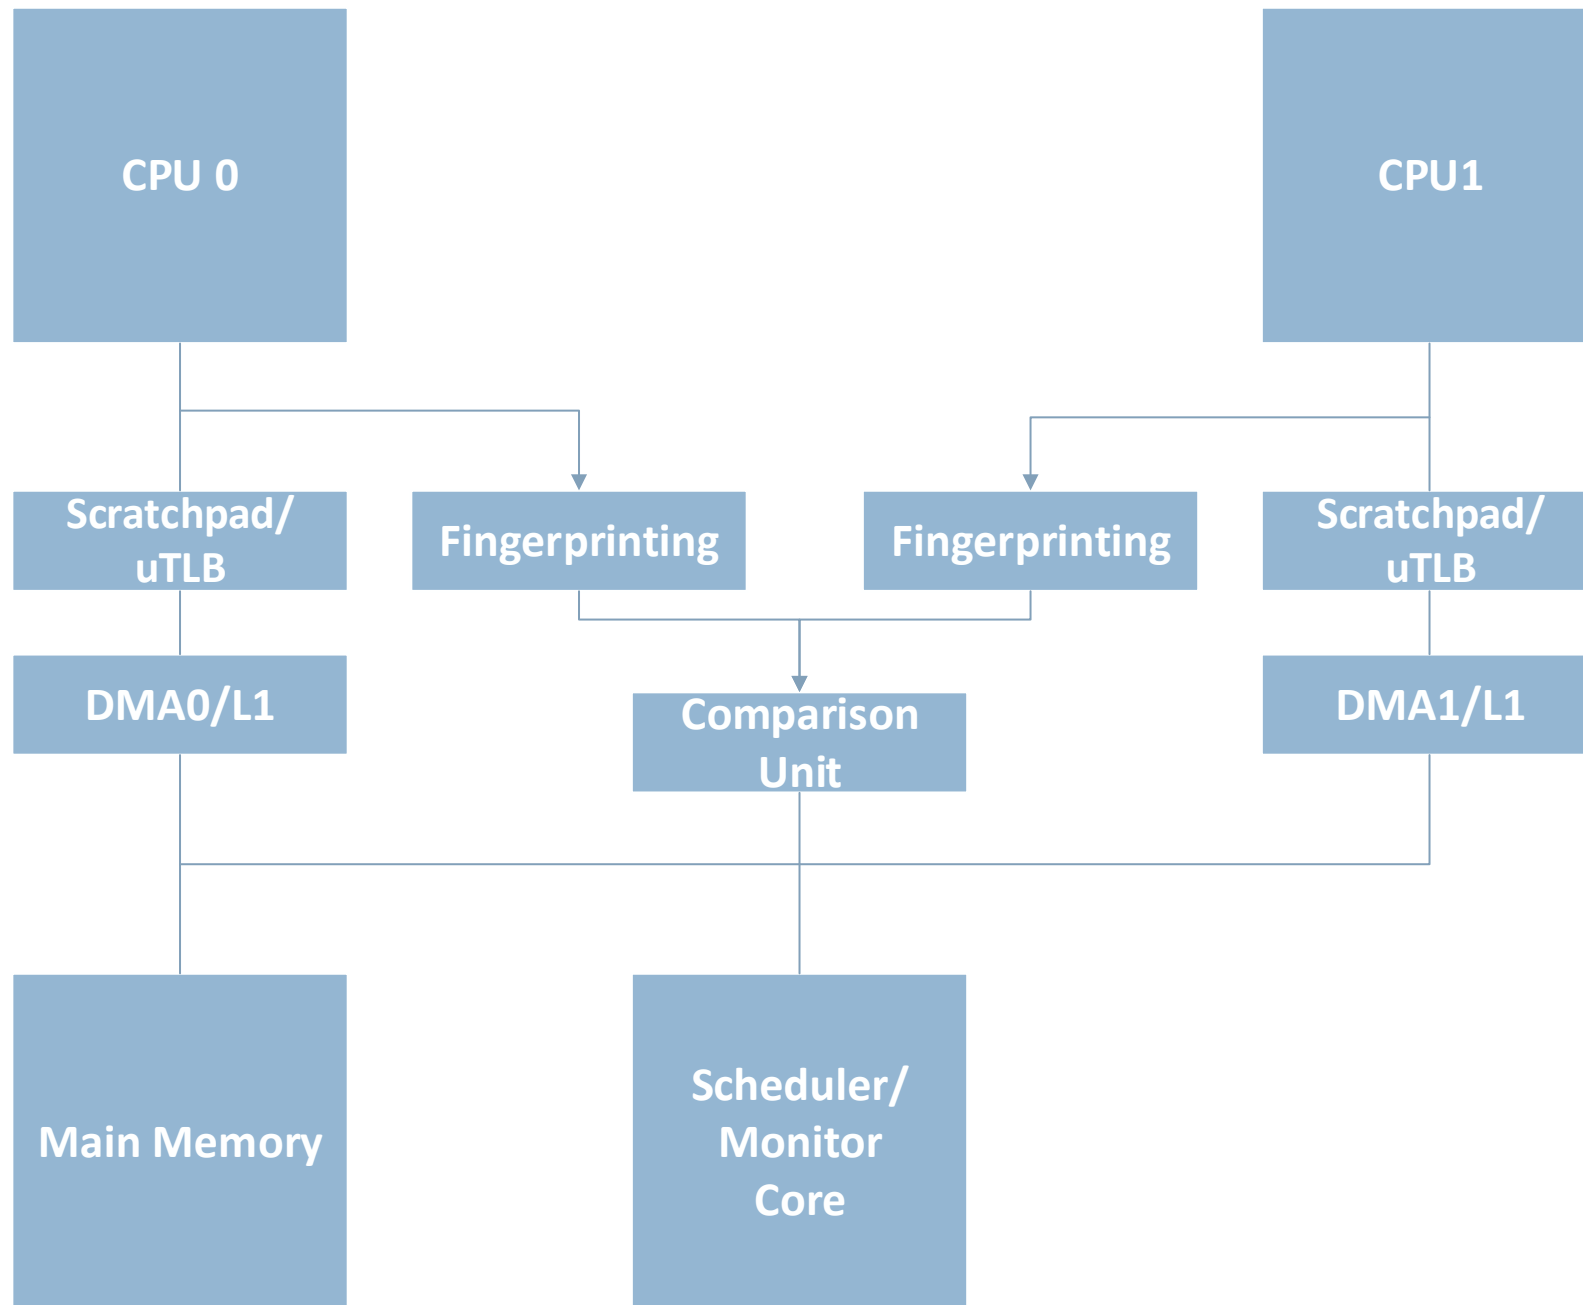 CPU 0
CPU1
Scratchpad/
uTLB
Fingerprinting
Fingerprinting
Scratchpad/
uTLB
DMA0/L1
Comparison
Unit
DMA1/L1
Main Memory
Scheduler/
Monitor
Core